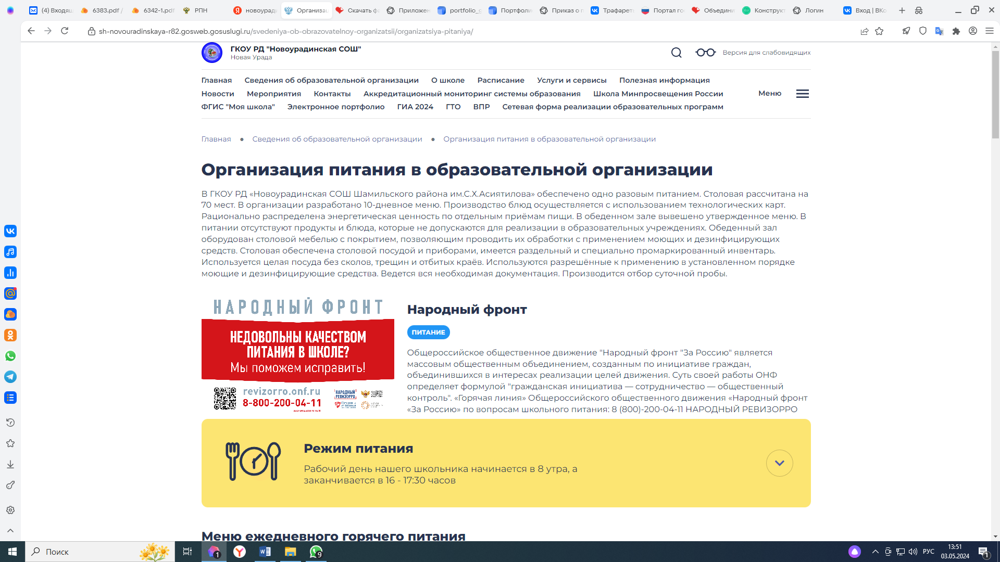 (4) Входящ
6383.pdf /
6342-1.pdf
РПН
новоурад
Организац
Скачать ф
Приложен
portfolio_g
Портфоли
Приказ о п
Трафарет
Портал го
Объедини
Конструкт
Логин
Вход | ВКо
sh-novouradinskaya-r82.gosweb.gosuslugi.ru/svedeniya-ob-obrazovatelnoy-organizatsii/organizatsiya-pitaniya/
ГКОУ РД "Новоурадинская СОШ"
Новая Урада
Версия для слабовидящих
Главная Сведения об образовательной организации О школе Расписание Услуги и сервисы Полезная информация
Новости Мероприятия Контакты Аккредитационный мониторинг системы образования Школа Минпросвещения России
Меню
ФГИС "Моя школа" Электронное портфолио ГИА 2024 ГТО ВПР Сетевая форма реализации образовательных программ
Главная ● Сведения об образовательной организации ● Организация питания в образовательной организации
Организация питания в образовательной организации
В ГКОУ РД «Новоурадинская СОШ Шамильского района им.С.Х.Асиятилова» обеспечено одно разовым питанием. Столовая рассчитана на
70 мест. В организации разработано 10-дневное меню. Производство блюд осуществляется с использованием технологических карт.
Рационально распределена энергетическая ценность по отдельным приёмам пищи. В обеденном зале вывешено утвержденное меню. В
питании отсутствуют продукты и блюда, которые не допускаются для реализации в образовательных учреждениях. Обеденный зал
оборудован столовой мебелью с покрытием, позволяющим проводить их обработки с применением моющих и дезинфицирующих
средств. Столовая обеспечена столовой посудой и приборами, имеется раздельный и специально промаркированный инвентарь.
Используется целая посуда без сколов, трещин и отбитых краёв. Используются разрешённые к применению в установленном порядке
моющие и дезинфицирующие средства. Ведется вся необходимая документация. Производится отбор суточной пробы.
НАРОДНЫЙ ФРОНТ
НЕДОВОЛЬНЫ КАЧЕСТВОМ
ПИТАНИЯ В ШКОЛЕ?
Мы поможем исправить!
revizorro.onf.ru
8-800-200-04-11
НАРОДНЫЙ
РЕВИЗОРРО
Народный фронт
ПИТАНИЕ
Общероссийское общественное движение "Народный фронт "За Россию" является
массовым общественным объединением, созданным по инициативе граждан,
объединившихся в интересах реализации целей движения. Суть своей работы ОНФ
определяет формулой "гражданская инициатива — сотрудничество — общественный
контроль". «Горячая линия» Общероссийского общественного движения «Народный фронт
«За Россию» по вопросам школьного питания: 8 (800)-200-04-11 НАРОДНЫЙ РЕВИЗОРРО
Режим питания
Рабочий день нашего школьника начинается в 8 утра, а
заканчивается в 16 - 17:30 часов
Меню ежедневного горячего питания
Поиск
1
9
РУС
13:51
03.05.2024
1